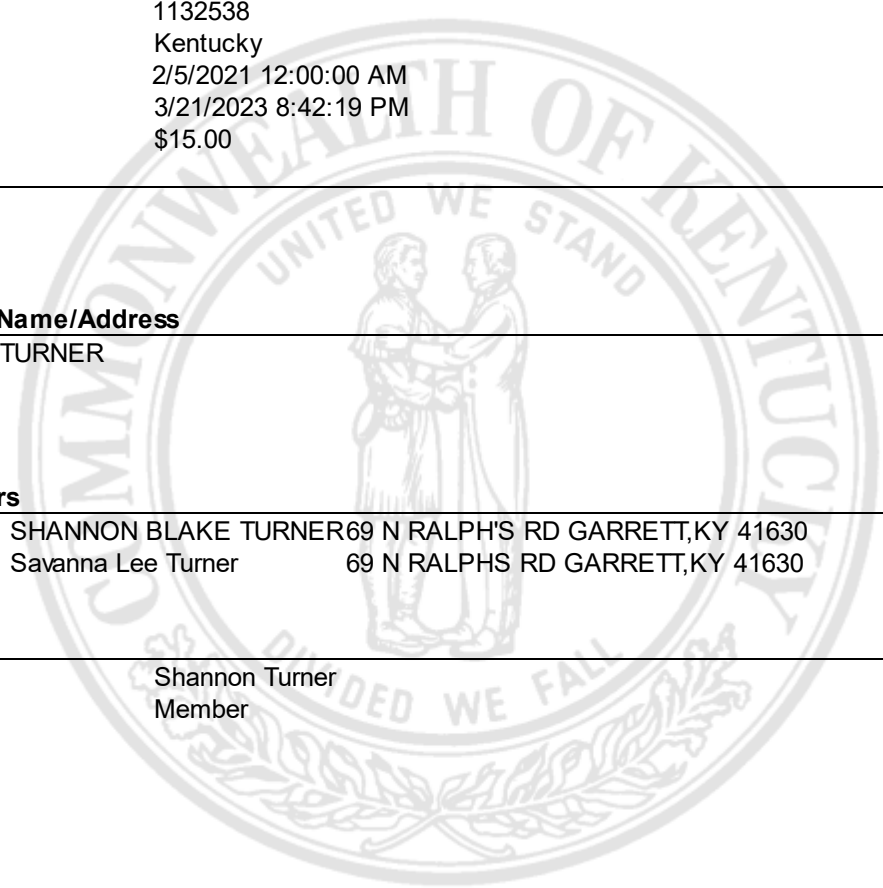 1132538
Kentucky
2/5/2021 12:00:00 AM
3/21/2023 8:42:19 PM
$15.00
COMMONWEALTH OF KENTUCKY
UNITED WE STAND
Name/Address
TURNER
rs
SHANNON BLAKE TURNER 69 N RALPH'S RD GARRETT,KY 41630
Savanna Lee Turner 69 N RALPHS RD GARRETT,KY 41630
DIVIDED WE FALL
Shannon Turner
Member